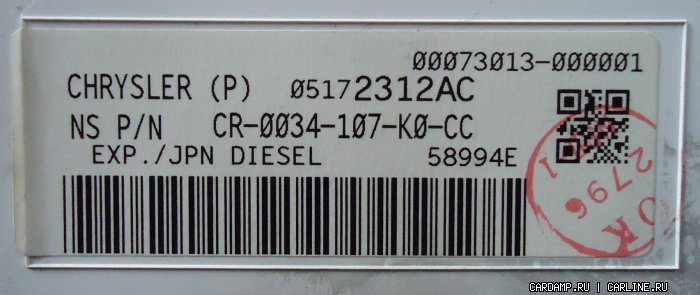 00073013-000001
CHRYSLER (P) 05172312AC
NS P/N CR-0034-107-K0-CC
EXP./JPN DIESEL 58994E
2796
OK
CARDAMP.RU | CARLINE.RU